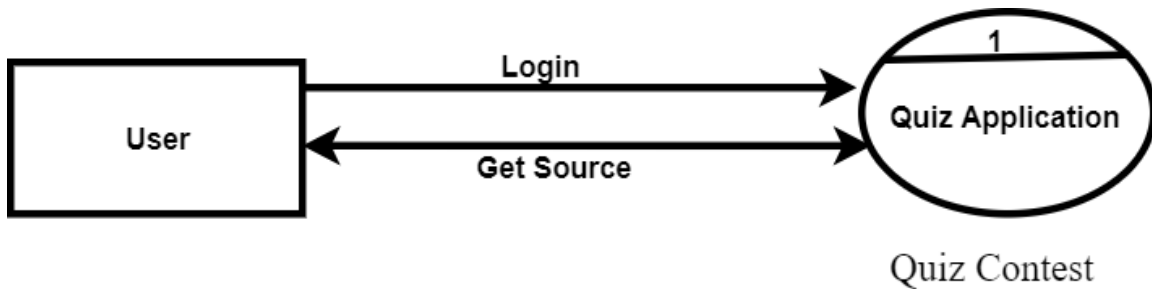 1
Login
Quiz Application
User
Get Source
Quiz Contest